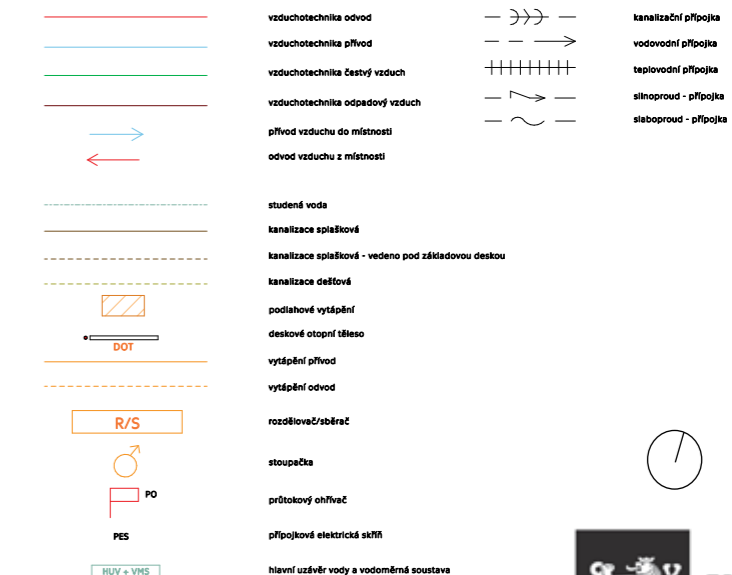 vzduchotechnika odvod
vzduchotechnika přívod
vzduchotechnika čestvý vzduch
vzduchotechnika odpadový vzduch
přívod vzduchu do místnosti
odvod vzduchu z místnosti
kanalizační přípojka
vodovodní přípojka
teplovodní přípojka
silnoproud - přípojka
slaboproud - přípojka
studená voda
kanalizace splašková
kanalizace splašková - vedeno pod základovou deskou
kanalizace dešťová
podlahové vytápění
deskové otopní těleso
DOT
vytápění přívod
vytápění odvod
R/S rozdělovač/sběrač
stoupačka
PO průtokový ohřívač
PES přípojková elektrická skříň
HUV + VMS hlavní uzávěr vody a vodoměrná soustava